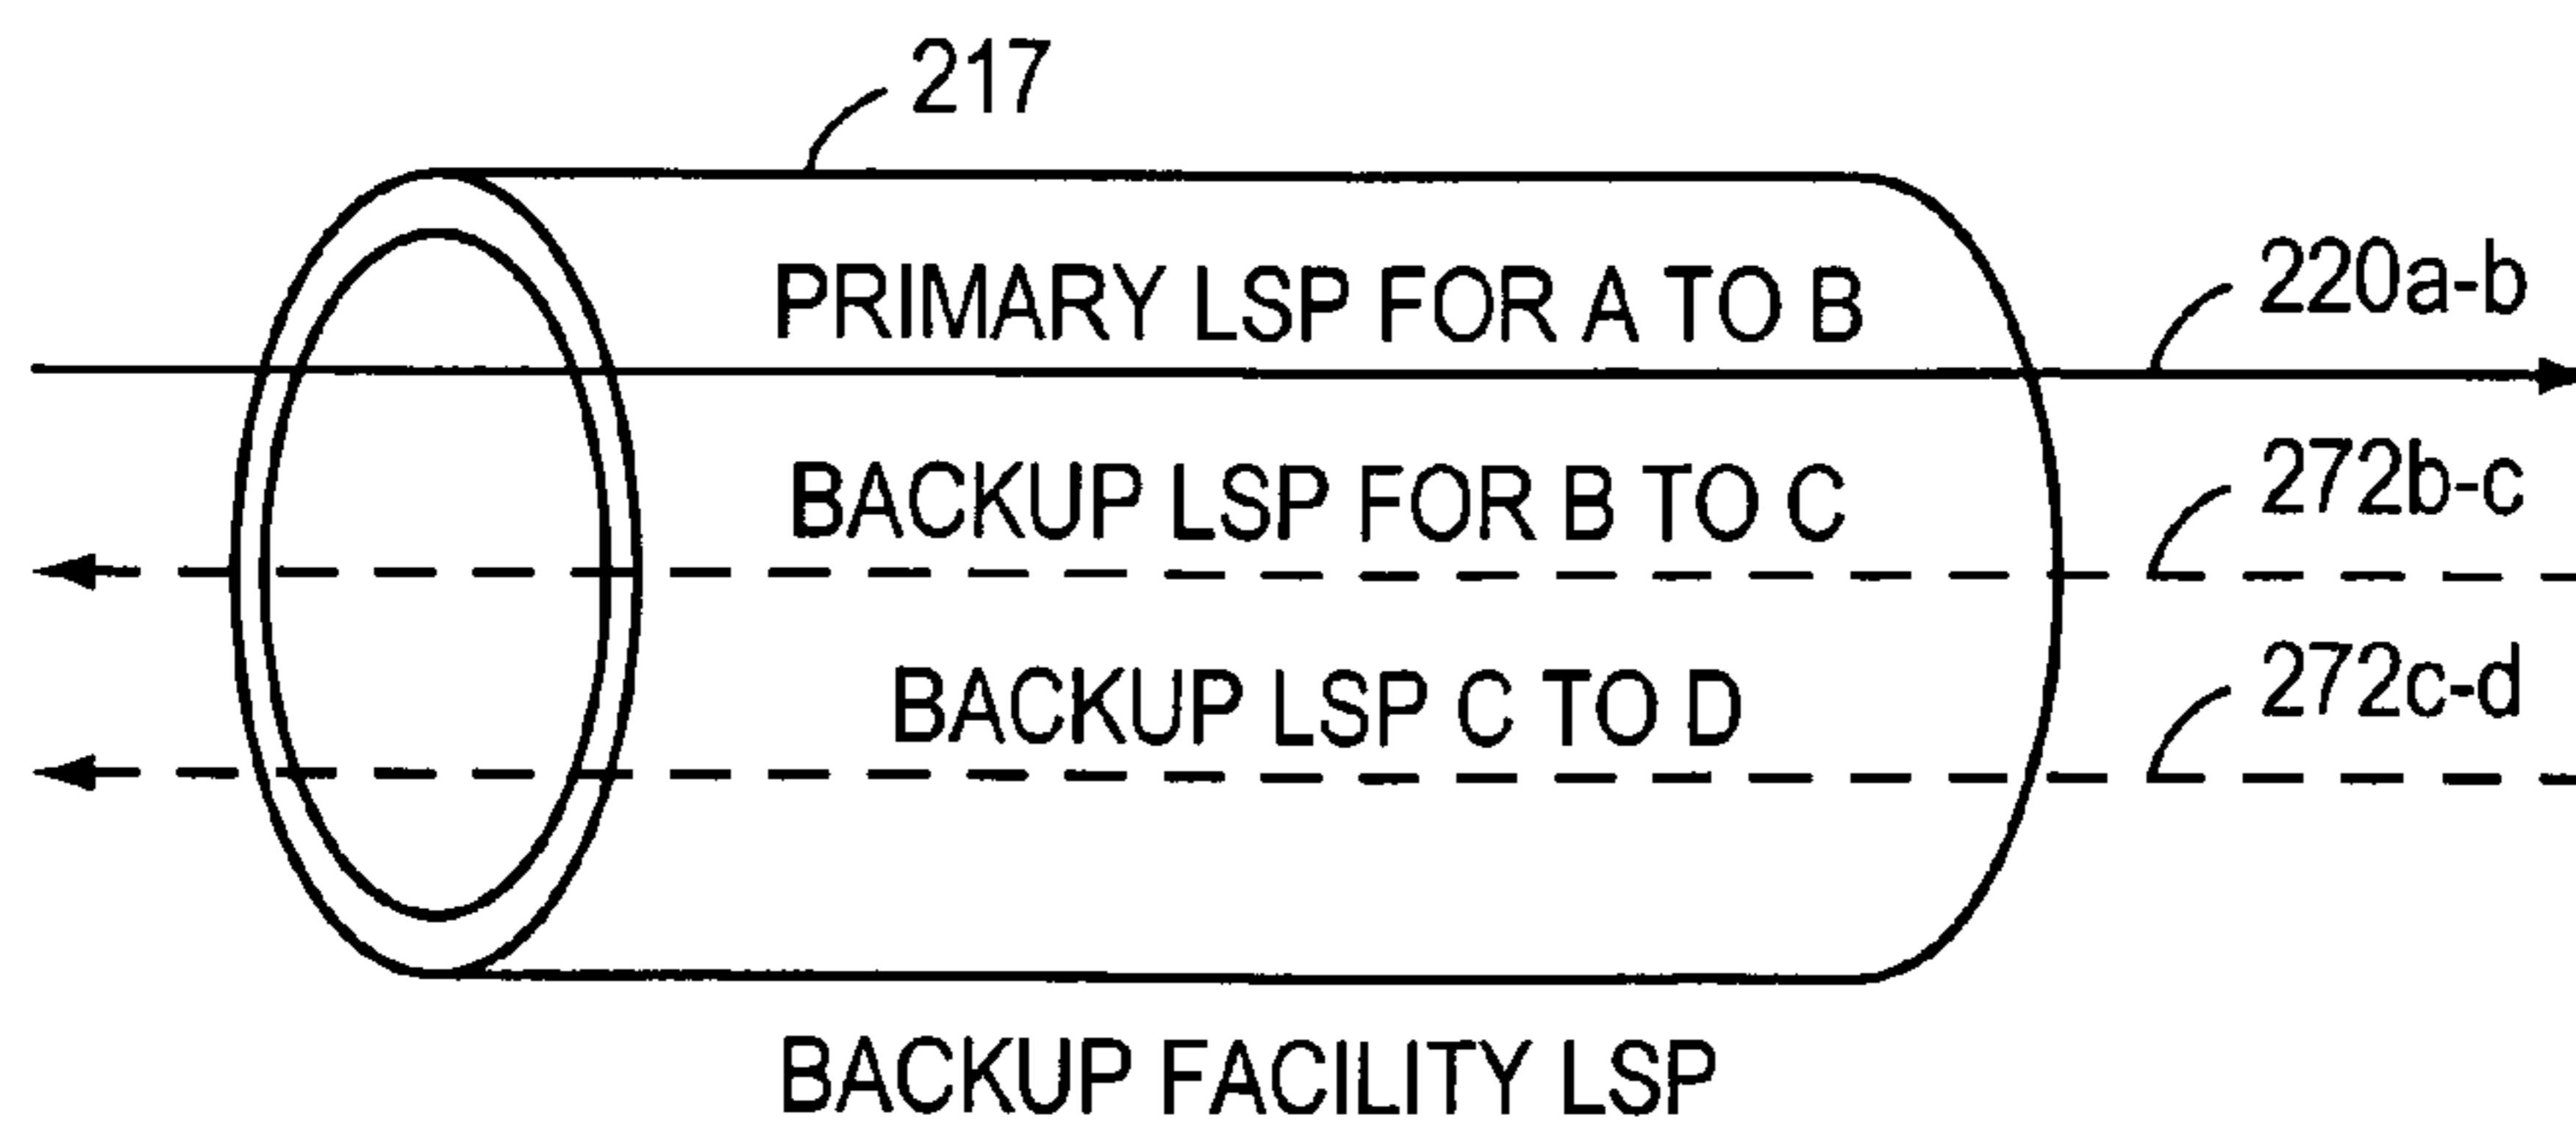 217
PRIMARY LSP FOR A TO B
220a-b
BACKUP LSP FOR B TO C
272b-c
BACKUP LSP C TO D
272c-d
BACKUP FACILITY LSP